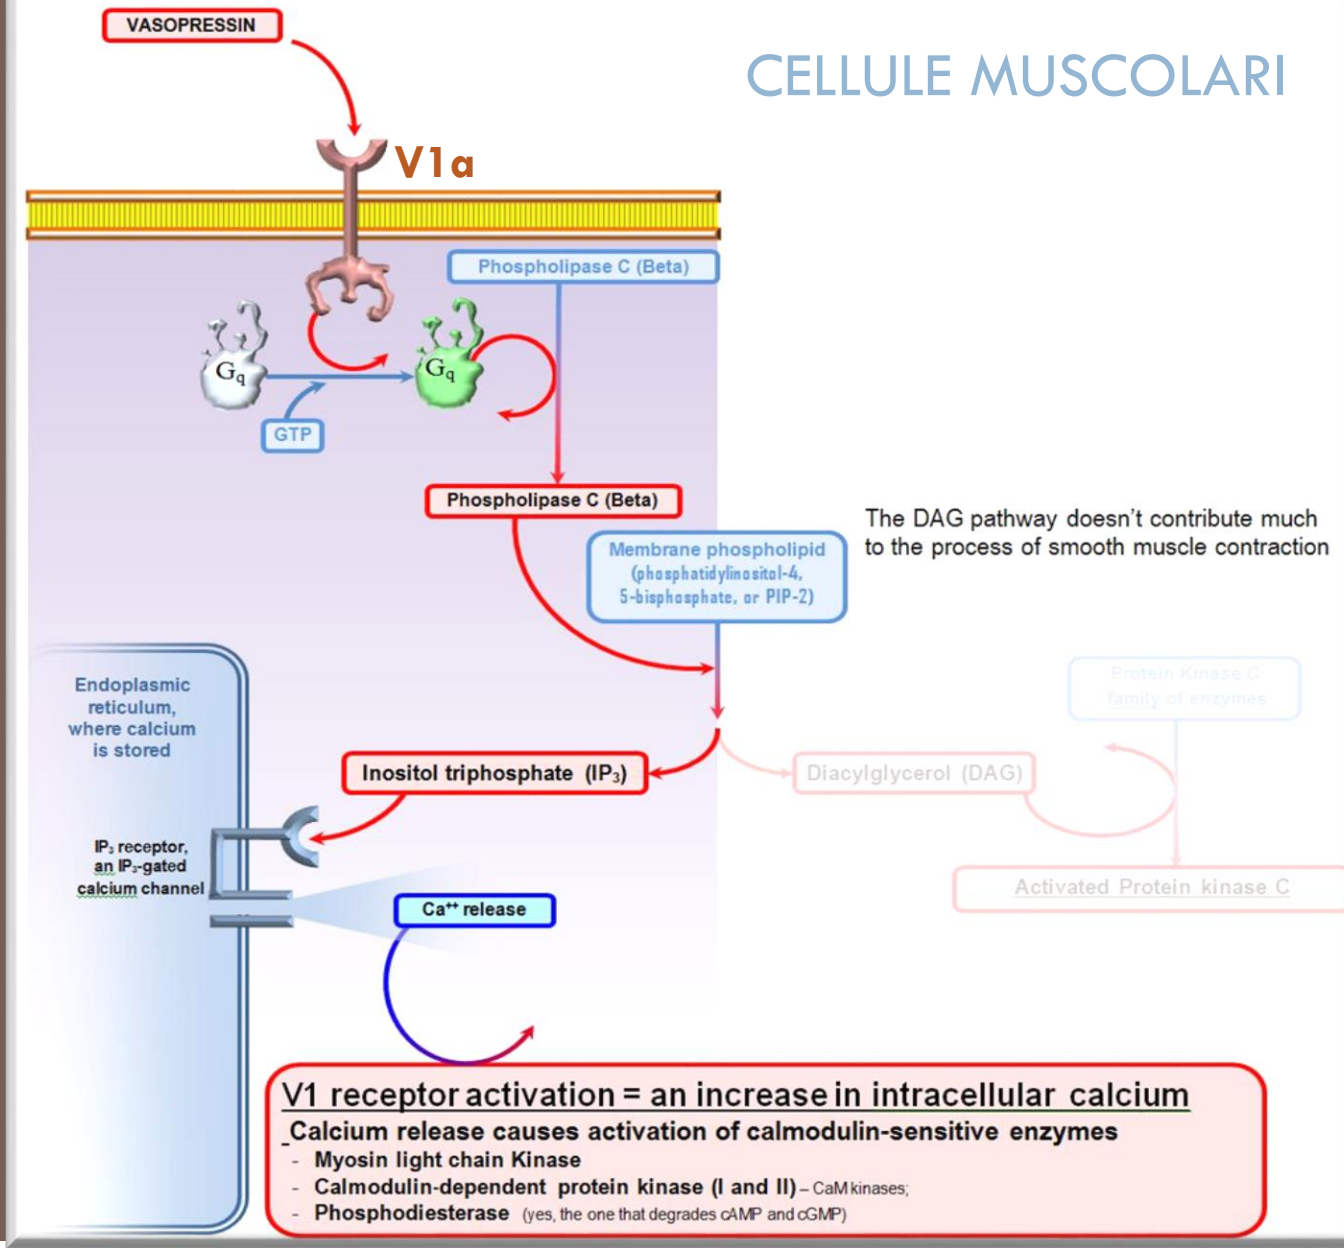 VASOPRESSIN
CELLULE MUSCOLARI
V1a
Phospholipase C (Beta)
Gq
Gq
GTP
Phospholipase C (Beta)
The DAG pathway doesn't contribute much
to the process of smooth muscle contraction
Membrane phospholipid
(phosphatidylinositol-4,
5-bisphosphate, or PIP-2)
Endoplasmic
reticulum,
where calcium
is stored
Protein Kinase C
family of enzymes
Inositol triphosphate (IP₃)
Diacylglycerol (DAG)
IP₃ receptor,
an IP₃-gated
calcium channel
Activated Protein kinase C
Ca⁺⁺ release
V1 receptor activation = an increase in intracellular calcium
Calcium release causes activation of calmodulin-sensitive enzymes
- Myosin light chain Kinase
- Calmodulin-dependent protein kinase (I and II) – CaM kinases;
- Phosphodiesterase (yes, the one that degrades cAMP and cGMP)